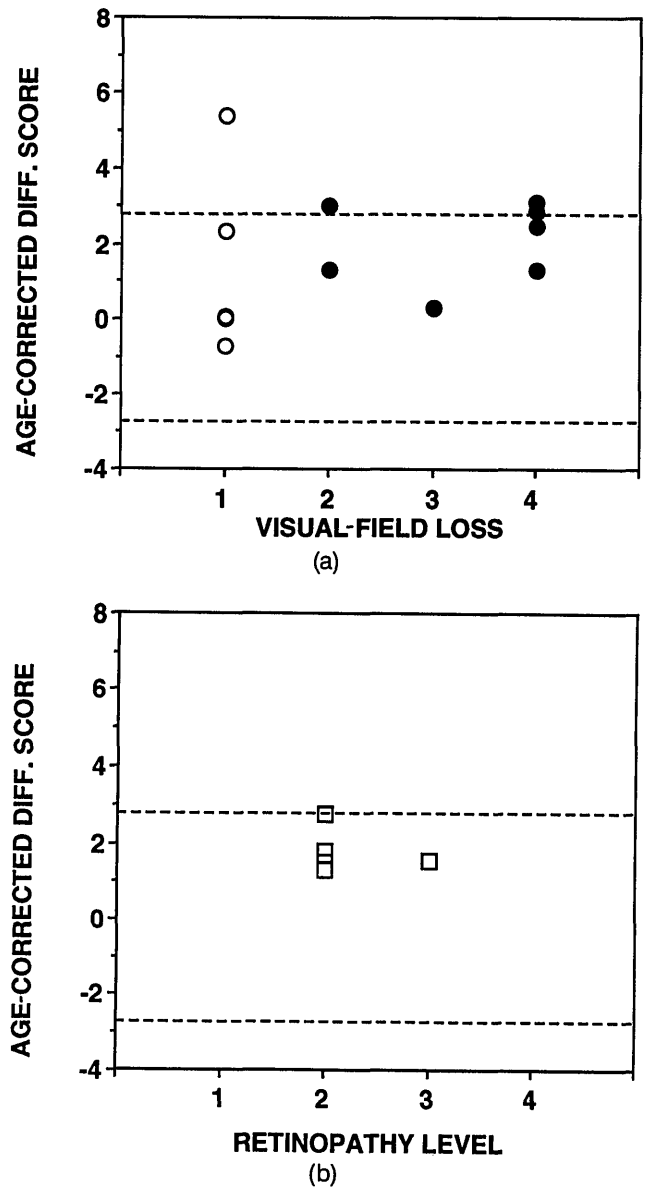 AGE-CORRECTED DIFF. SCORE
8
6
4
2
0
-2
-4
1 2 3 4
VISUAL-FIELD LOSS
(a)
AGE-CORRECTED DIFF. SCORE
8
6
4
2
0
-2
-4
1 2 3 4
RETINOPATHY LEVEL
(b)